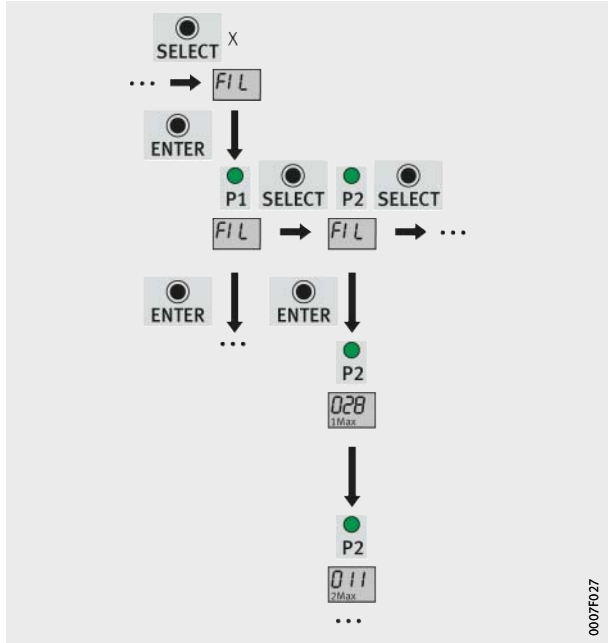 SELECT X
... FIL
ENTER
P1 SELECT P2 SELECT
FIL FIL ...
ENTER ENTER
...
P2
028
1Max
P2
011
2Max
...
0007F027